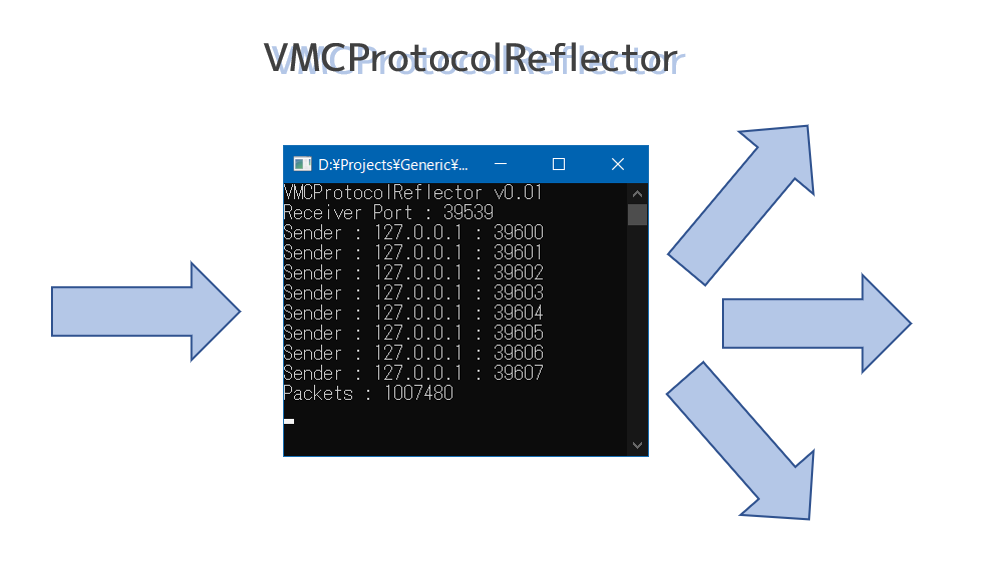 VMCProtocolReflector
D:¥Projects¥Generic¥...
VMCProtocolReflector v0.01
Receiver Port : 39539
Sender : 127.0.0.1 : 39600
Sender : 127.0.0.1 : 39601
Sender : 127.0.0.1 : 39602
Sender : 127.0.0.1 : 39603
Sender : 127.0.0.1 : 39604
Sender : 127.0.0.1 : 39605
Sender : 127.0.0.1 : 39606
Sender : 127.0.0.1 : 39607
Packets : 1007480